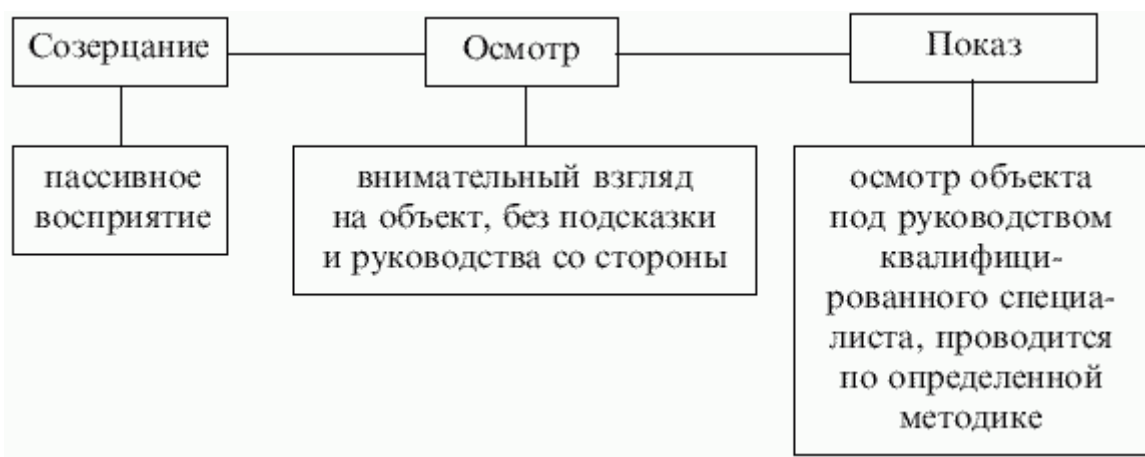 Созерцание
Осмотр
Показ
пассивное
восприятие
внимательный взгляд
на объект, без подсказки
и руководства со стороны
осмотр объекта
под руководством
квалифици-
рованного специа-
листа, проводится
по определенной
методике